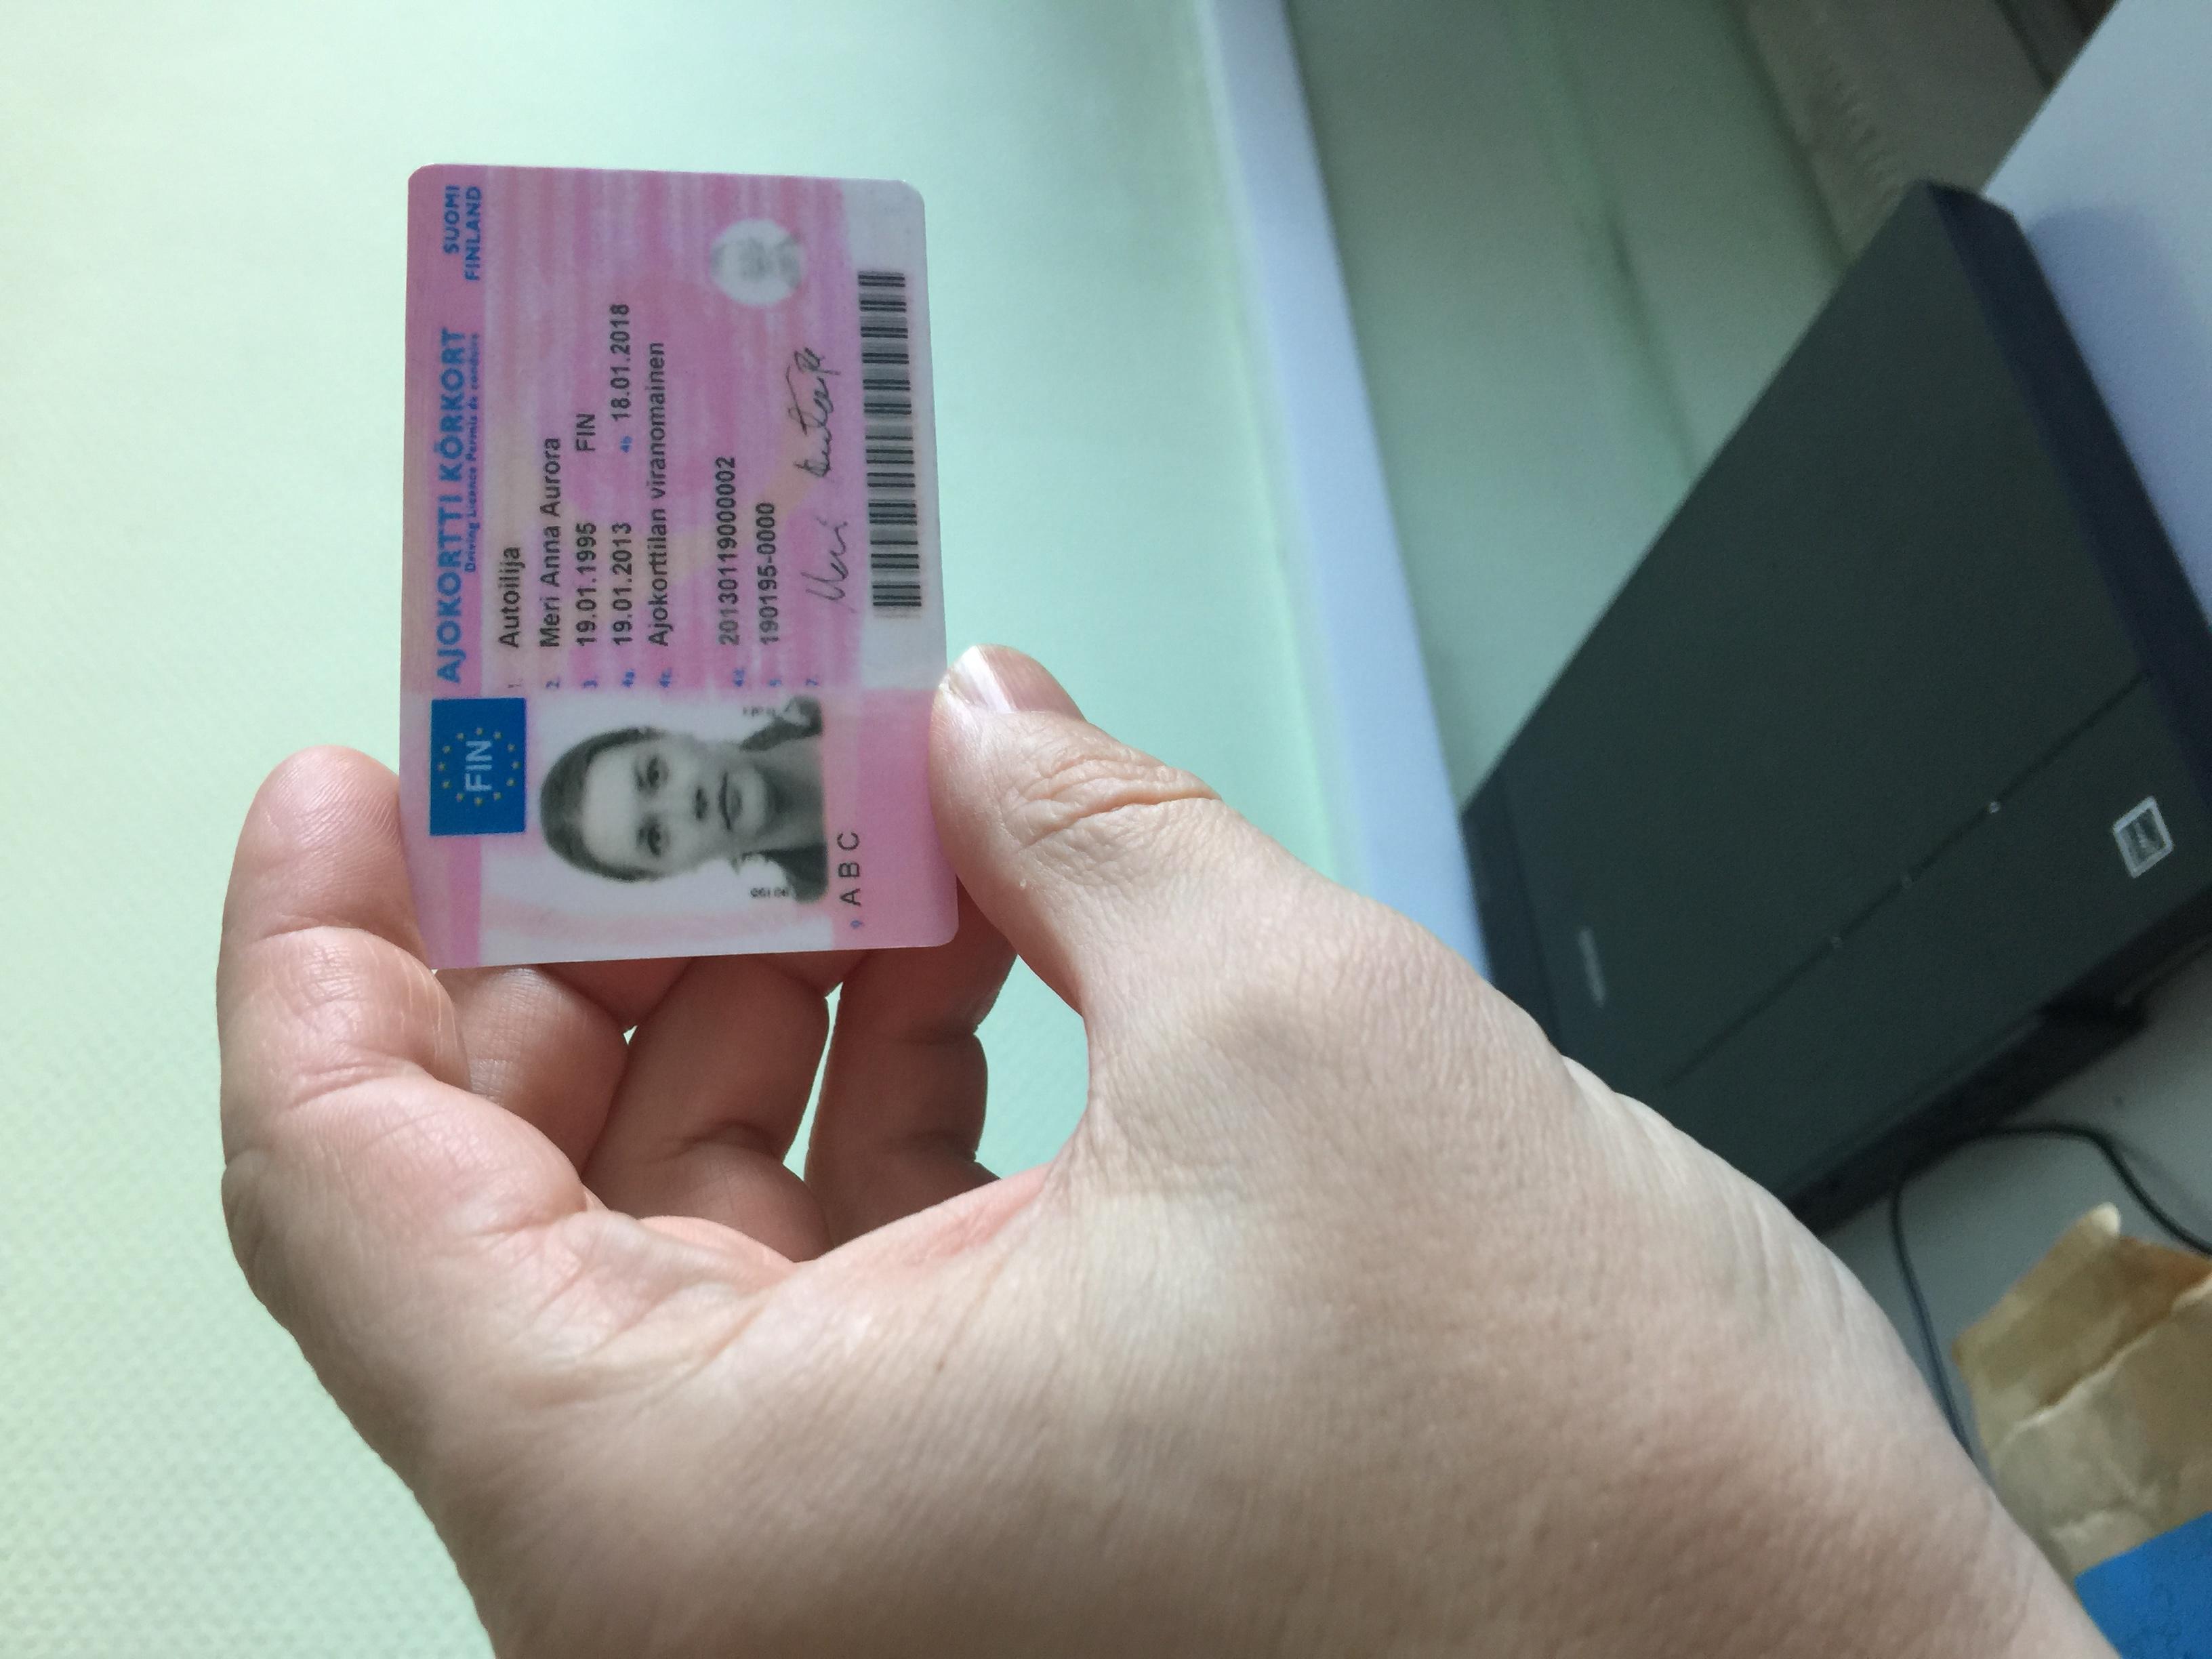 FIN
AJOKORTTI KÖRKORT
Driving Licence Permis de conduire
SUOMI
FINLAND
1. Autoilija
2. Meri Anna Aurora
3. 19.01.1995 FIN
4a. 19.01.2013 4b. 18.01.2018
4c. Ajokorttilan viranomainen
4d. 20130119000002
5. 190195-0000
7. Meri Autoilija
9. A B C